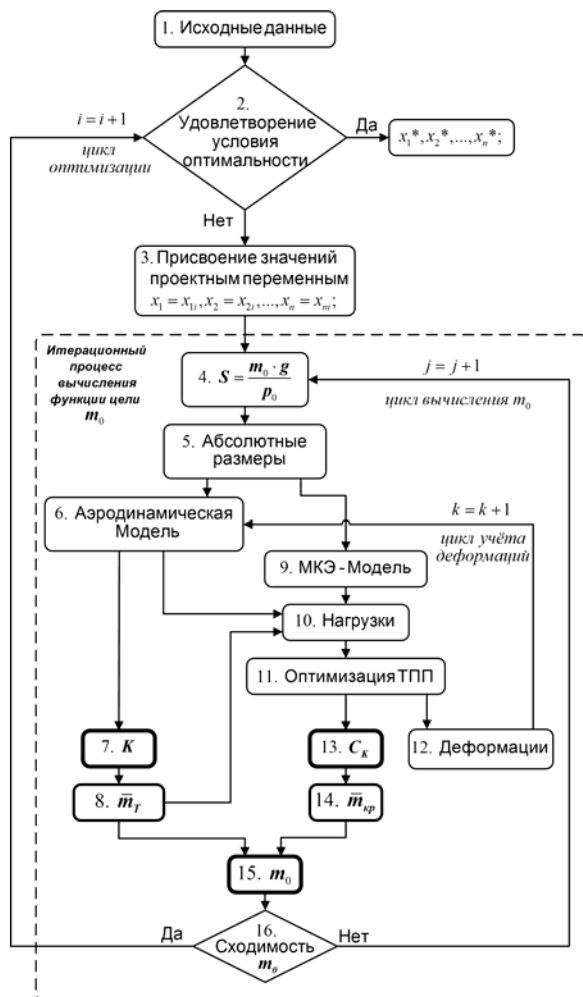 1. Исходные данные
2.
Удовлетворение
условия
оптимальности
i = i + 1
цикл
оптимизации
Да
x₁*, x₂*,..., xₙ*;
Нет
3. Присвоение значений
проектным переменным
x₁ = x₁ᵢ, x₂ = x₂ᵢ,..., xₙ = xₙᵢ;
Итерационный
процесс
вычисления
функции цели
m₀
4. S = m₀ · g / p₀
j = j + 1
цикл вычисления m₀
5. Абсолютные
размеры
6. Аэродинамическая
Модель
k = k + 1
цикл учёта
деформаций
9. МКЭ - Модель
10. Нагрузки
11. Оптимизация ТПП
7. K
13. C_K
12. Деформации
8. m̅_T
14. m̅_кр
15. m₀
Да
16.
Сходимость
m₀
Нет